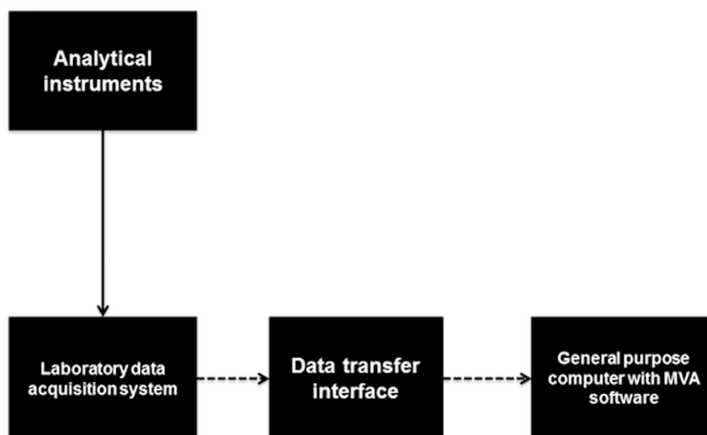 Analytical
instruments
Laboratory data
acquisition system
Data transfer
interface
General purpose
computer with MVA
software